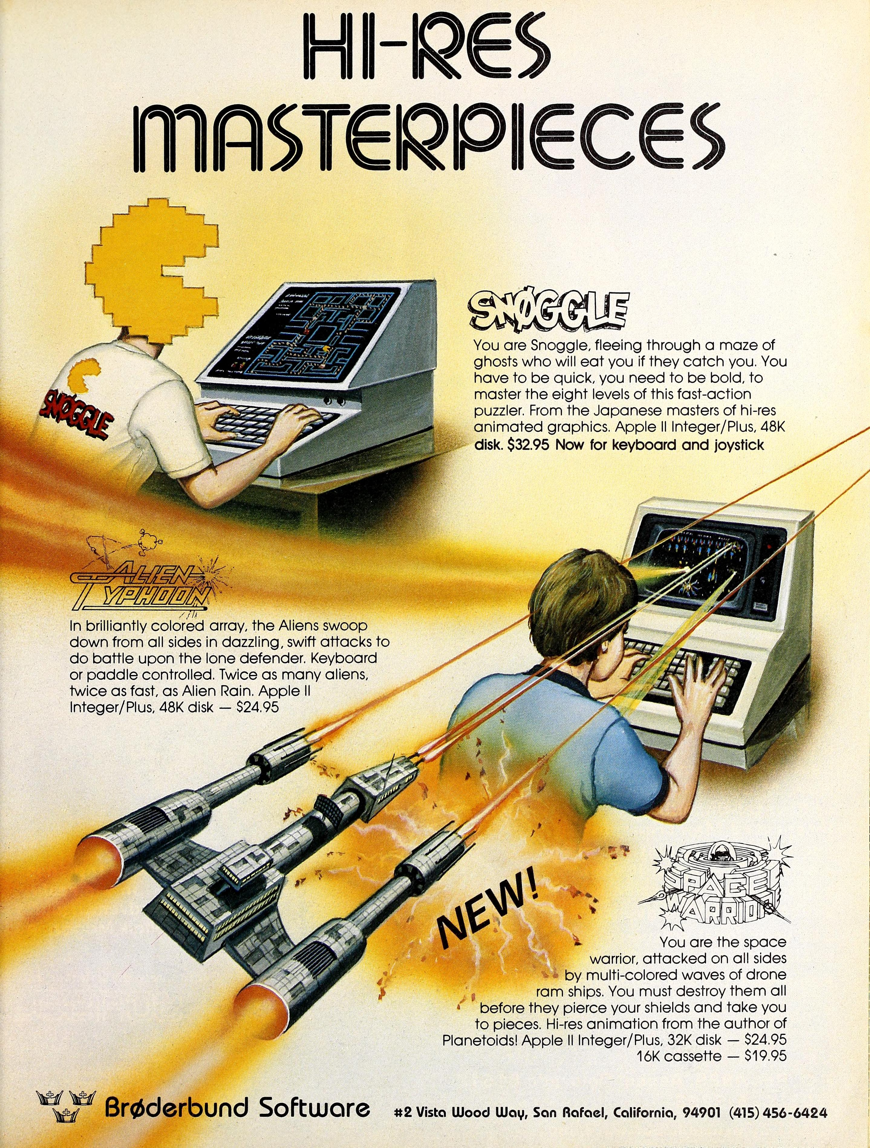 HI-RES
MASTERPIECES
SNØGGLE
You are Snoggle, fleeing through a maze of
ghosts who will eat you if they catch you. You
have to be quick, you need to be bold, to
master the eight levels of this fast-action
puzzler. From the Japanese masters of hi-res
animated graphics. Apple II Integer/Plus, 48K
disk. $32.95 Now for keyboard and joystick
SNØGGLE
ALIEN
TYPHOON
In brilliantly colored array, the Aliens swoop
down from all sides in dazzling, swift attacks to
do battle upon the lone defender. Keyboard
or paddle controlled. Twice as many aliens,
twice as fast, as Alien Rain. Apple II
Integer/Plus, 48K disk — $24.95
NEW!
SPACE
WARRIOR
You are the space
warrior, attacked on all sides
by multi-colored waves of drone
ram ships. You must destroy them all
before they pierce your shields and take you
to pieces. Hi-res animation from the author of
Planetoids! Apple II Integer/Plus, 32K disk — $24.95
16K cassette — $19.95
Brøderbund Software #2 Vista Wood Way, San Rafael, California, 94901 (415) 456-6424